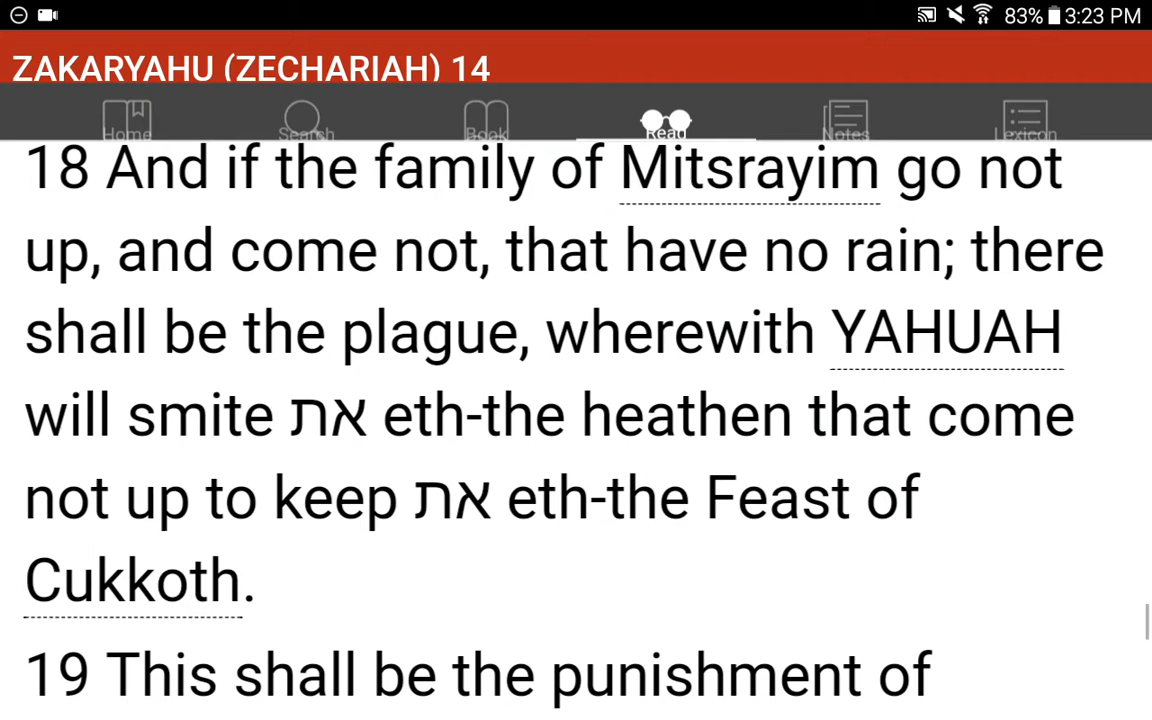 83% 3:23 PM
ZAKARYAHU (ZECHARIAH) 14
Home Search Book Read Notes Lexicon
18 And if the family of Mitsrayim go not
up, and come not, that have no rain; there
shall be the plague, wherewith YAHUAH
will smite את eth-the heathen that come
not up to keep את eth-the Feast of
Cukkoth.
19 This shall be the punishment of